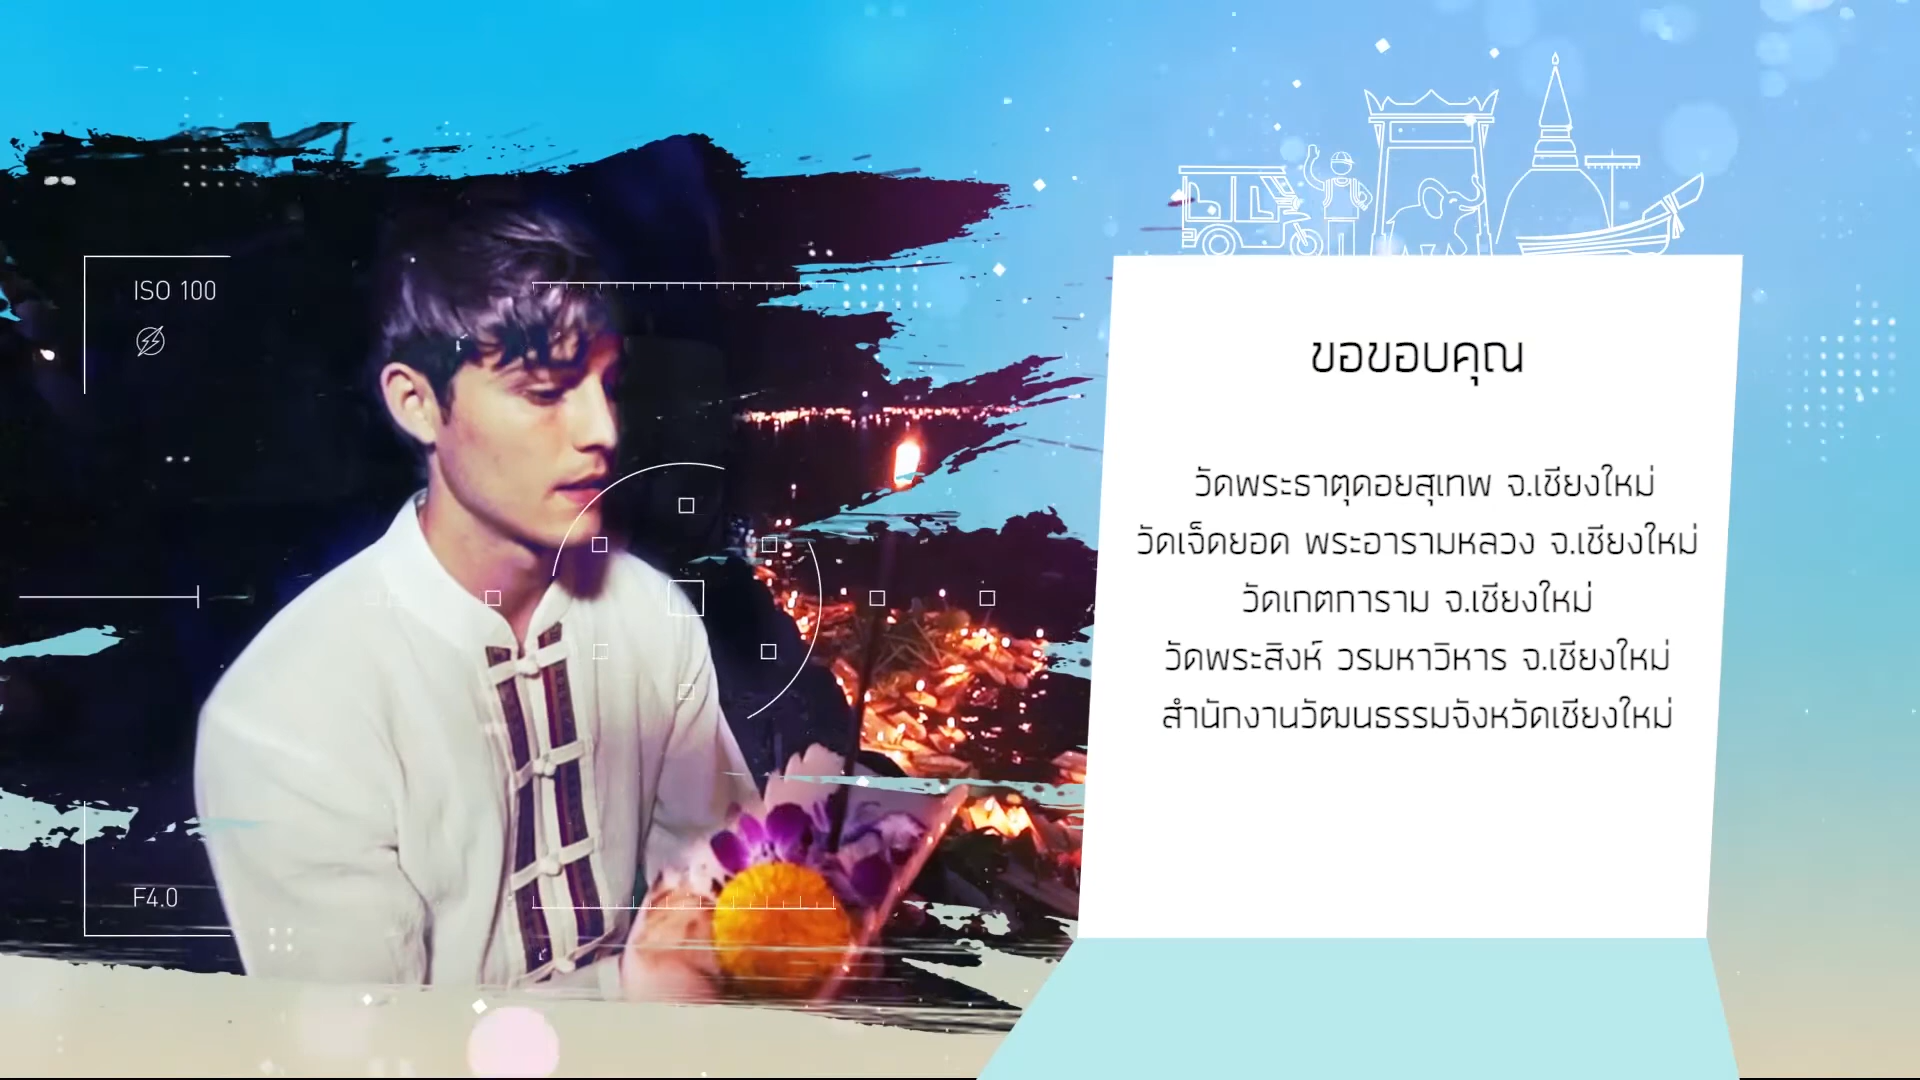 ISO 100
F4.0
ขอขอบคุณ
วัดพระธาตุดอยสุเทพ จ.เชียงใหม่
วัดเจ็ดยอด พระอารามหลวง จ.เชียงใหม่
วัดเกตการาม จ.เชียงใหม่
วัดพระสิงห์ วรมหาวิหาร จ.เชียงใหม่
สำนักงานวัฒนธรรมจังหวัดเชียงใหม่